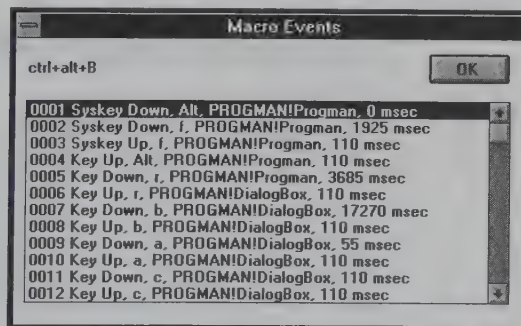 Macro Events
ctrl+alt+B
OK
0001 Syskey Down, Alt, PROGMAN!Progman, 0 msec
0002 Syskey Down, f, PROGMAN!Progman, 1925 msec
0003 Syskey Up, f, PROGMAN!Progman, 110 msec
0004 Key Up, Alt, PROGMAN!Progman, 110 msec
0005 Key Down, r, PROGMAN!Progman, 3685 msec
0006 Key Up, r, PROGMAN!DialogBox, 110 msec
0007 Key Down, b, PROGMAN!DialogBox, 17270 msec
0008 Key Up, b, PROGMAN!DialogBox, 110 msec
0009 Key Down, a, PROGMAN!DialogBox, 55 msec
0010 Key Up, a, PROGMAN!DialogBox, 110 msec
0011 Key Down, c, PROGMAN!DialogBox, 110 msec
0012 Key Up, c, PROGMAN!DialogBox, 110 msec